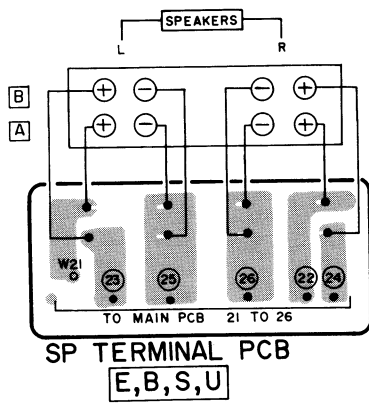 SPEAKERS
L R
B + - - +
A + - - +
W21
23 25 26 22 24
TO MAIN PCB 21 TO 26
SP TERMINAL PCB
E,B,S,U